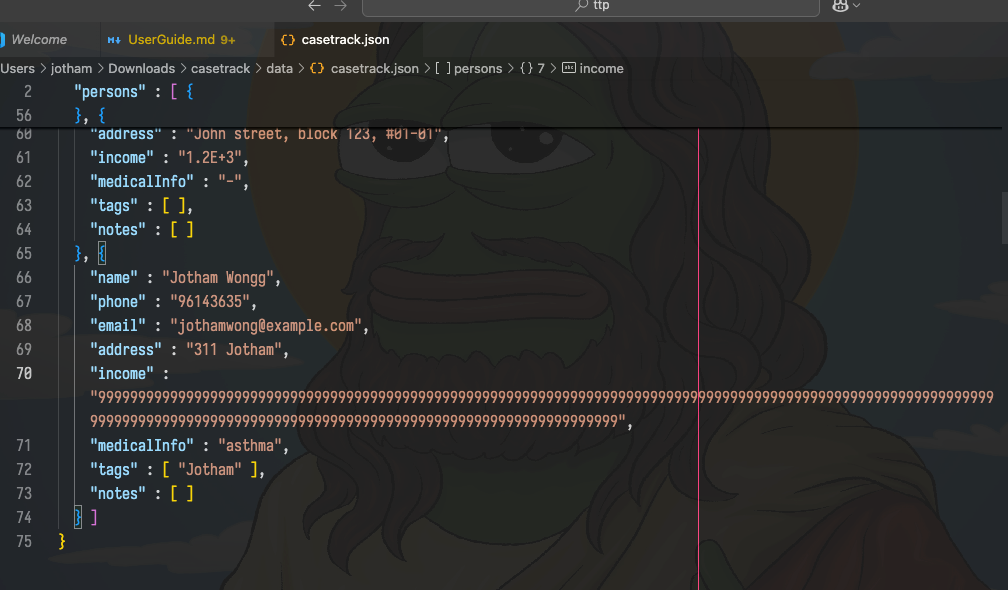 ttp
Welcome
UserGuide.md 9+
{} casetrack.json
Users > jotham > Downloads > casetrack > data > {} casetrack.json > [ ] persons > {} 7 > abc income
2 "persons" : [ {
56 }, {
60 "address" : "John street, block 123, #01-01",
61 "income" : "1.2E+3",
62 "medicalInfo" : "-",
63 "tags" : [ ],
64 "notes" : [ ]
65 }, {
66 "name" : "Jotham Wongg",
67 "phone" : "96143635",
68 "email" : "jothamwong@example.com",
69 "address" : "311 Jotham",
70 "income" :
"9999999999999999999999999999999999999999999999999999999999999999999999999999999999999999999999999999999999999999
999999999999999999999999999999999999999999999999999999999999999999",
71 "medicalInfo" : "asthma",
72 "tags" : [ "Jotham" ],
73 "notes" : [ ]
74 } ]
75 }